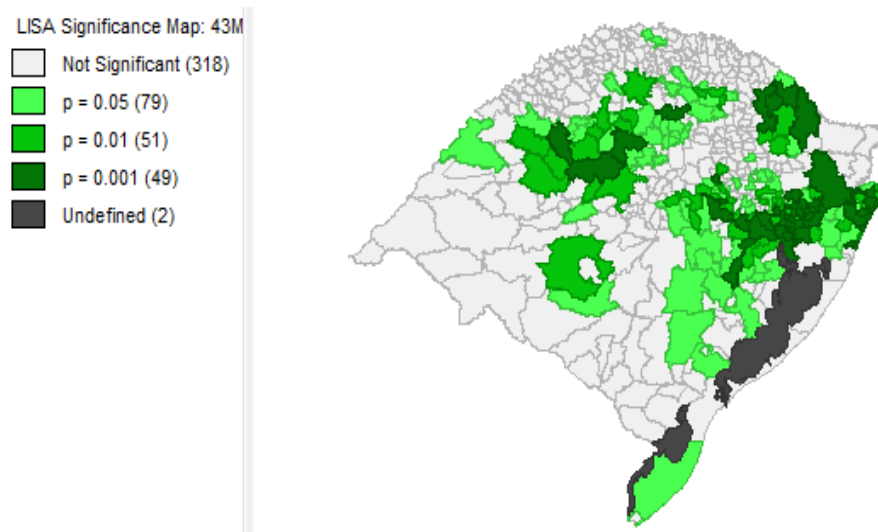 LISA Significance Map: 43M
Not Significant (318)
p = 0.05 (79)
p = 0.01 (51)
p = 0.001 (49)
Undefined (2)